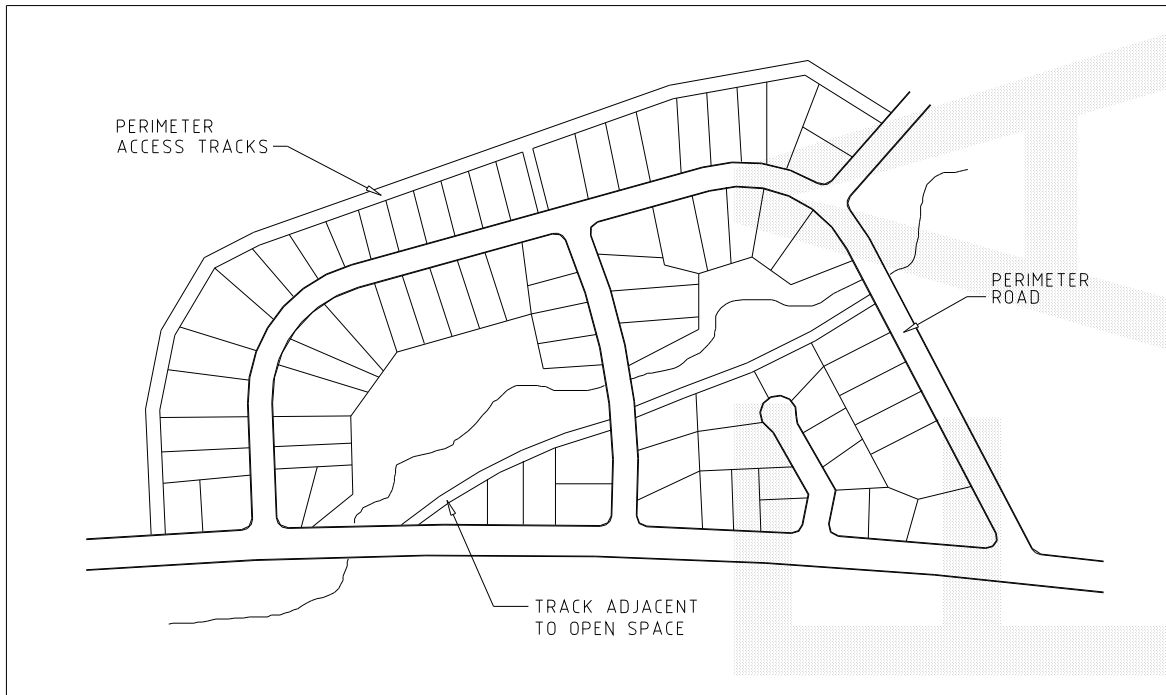 PERIMETER
ACCESS TRACKS
PERIMETER
ROAD
TRACK ADJACENT
TO OPEN SPACE